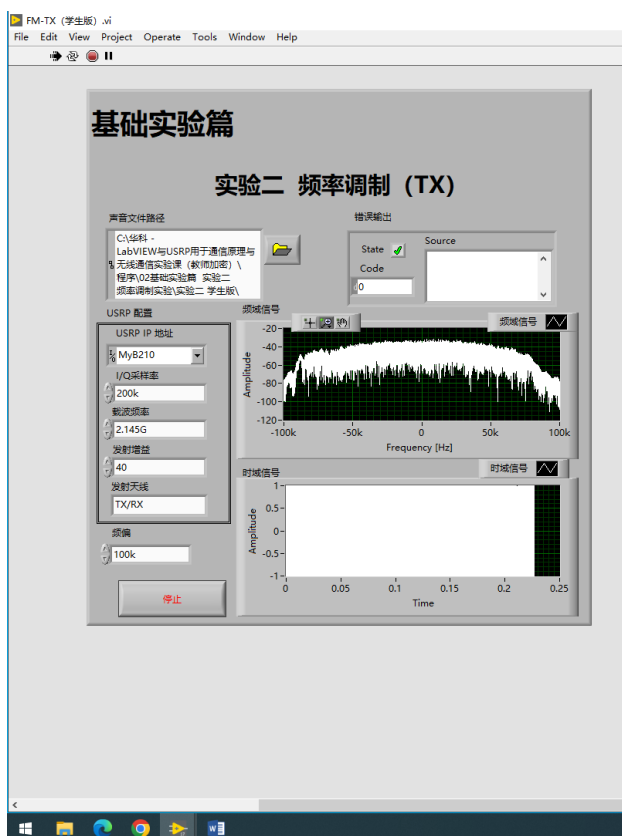 FM-TX（学生版）.vi
File Edit View Project Operate Tools Window Help
基础实验篇
实验二 频率调制（TX）
声音文件路径
C:\华科 -
LabVIEW与USRP用于通信原理与
无线通信实验课（教师加密）\
程序\02基础实验篇 实验二
频率调制实验\实验二 学生版\
错误输出
State
Source
Code
0
USRP 配置
USRP IP 地址
MyB210
I/Q采样率
200k
载波频率
2.145G
发射增益
40
发射天线
TX/RX
频偏
100k
停止
频域信号
频域信号
-20
-40
-60
-80
-100
-120
Amplitude
-100k -50k 0 50k 100k
Frequency [Hz]
时域信号
时域信号
1
0.5
0
-0.5
-1
Amplitude
0 0.05 0.1 0.15 0.2 0.25
Time